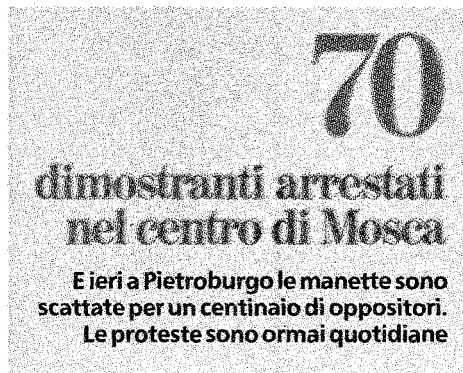 70
dimostranti arrestati
nel centro di Mosca
E ieri a Pietroburgo le manette sono
scattate per un centinaio di oppositori.
Le proteste sono ormai quotidiane